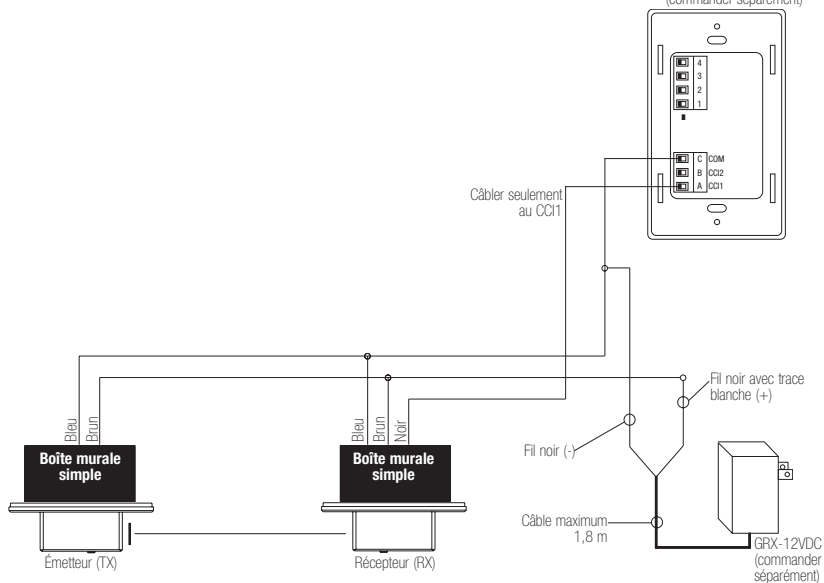 (commander séparément)
4
3
2
1
C COM
B CCI2
A CCI1
Câbler seulement
au CCI1
Fil noir avec trace
blanche (+)
Fil noir (-)
Bleu
Brun
Bleu
Brun
Noir
Boîte murale
simple
Boîte murale
simple
Câble maximum
1,8 m
Émetteur (TX)
Récepteur (RX)
GRX-12VDC
(commander
séparément)